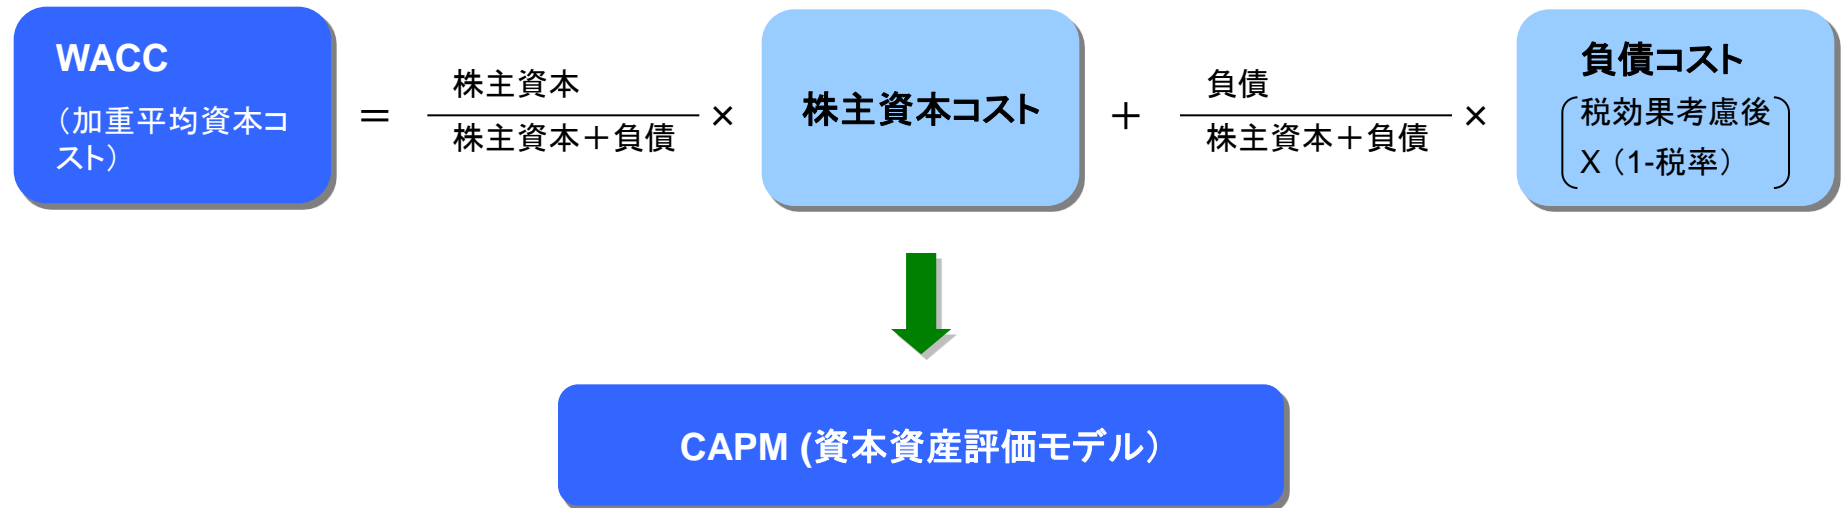 WACC
（加重平均資本コ
スト）
＝
株主資本
株主資本＋負債
×
株主資本コスト
＋
負債
株主資本＋負債
×
負債コスト
税効果考慮後
X（1-税率）
CAPM (資本資産評価モデル）